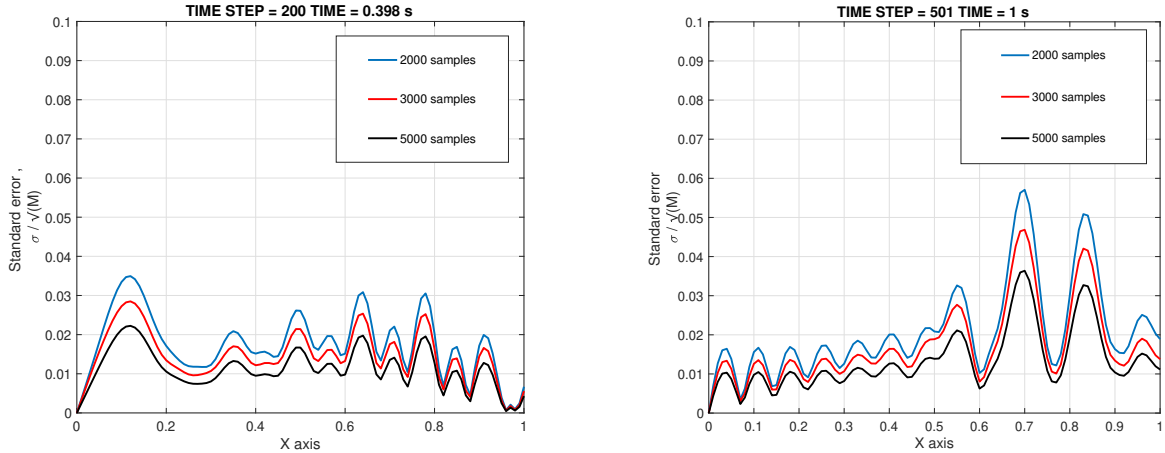 TIME STEP = 200 TIME = 0.398 s
0.1
0.09
0.08
0.07
0.06
0.05
0.04
0.03
0.02
0.01
0
Standard error ,
σ / √(M)
2000 samples
3000 samples
5000 samples
0 0.2 0.4 0.6 0.8 1
X axis
TIME STEP = 501 TIME = 1 s
0.1
0.09
0.08
0.07
0.06
0.05
0.04
0.03
0.02
0.01
0
Standard error
σ / √(M)
2000 samples
3000 samples
5000 samples
0 0.1 0.2 0.3 0.4 0.5 0.6 0.7 0.8 0.9 1
X axis